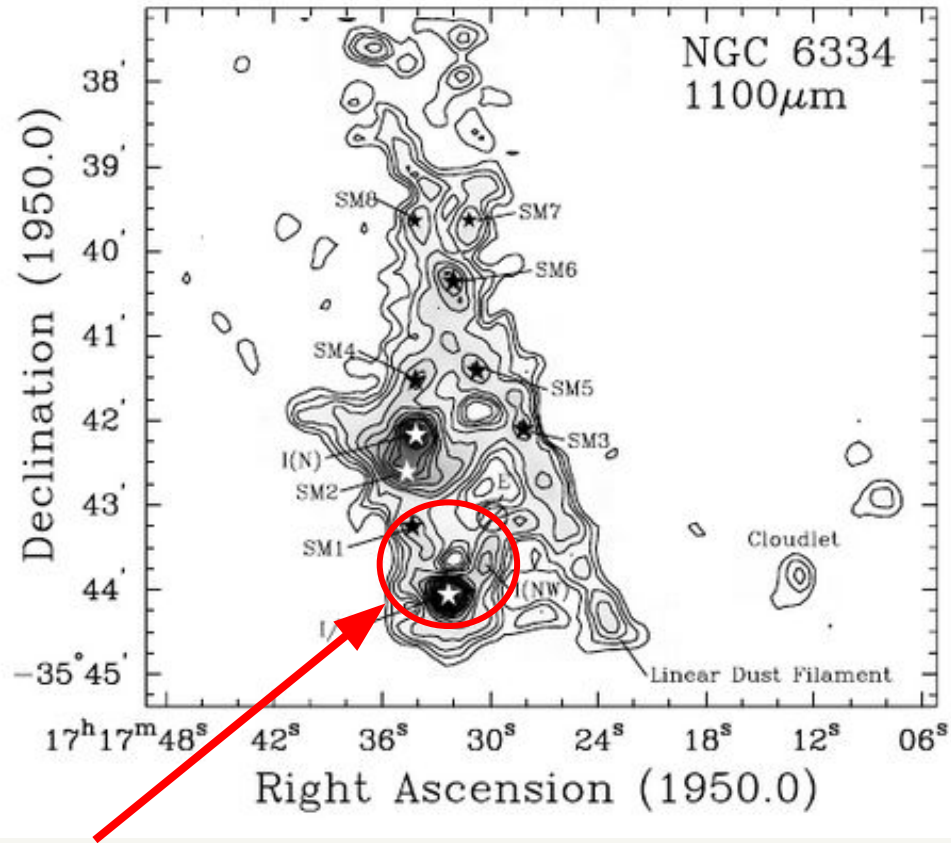 NGC 6334
1100μm
38'
39'
SM8
SM7
40'
SM6
41'
SM4
SM5
42'
SM3
I(N)
SM2
E
43'
SM1
Cloudlet
44'
I(NW)
I/
-35°45'
Linear Dust Filament
17ʰ17ᵐ48ˢ 42ˢ 36ˢ 30ˢ 24ˢ 18ˢ 12ˢ 06ˢ
Right Ascension (1950.0)
Declination (1950.0)